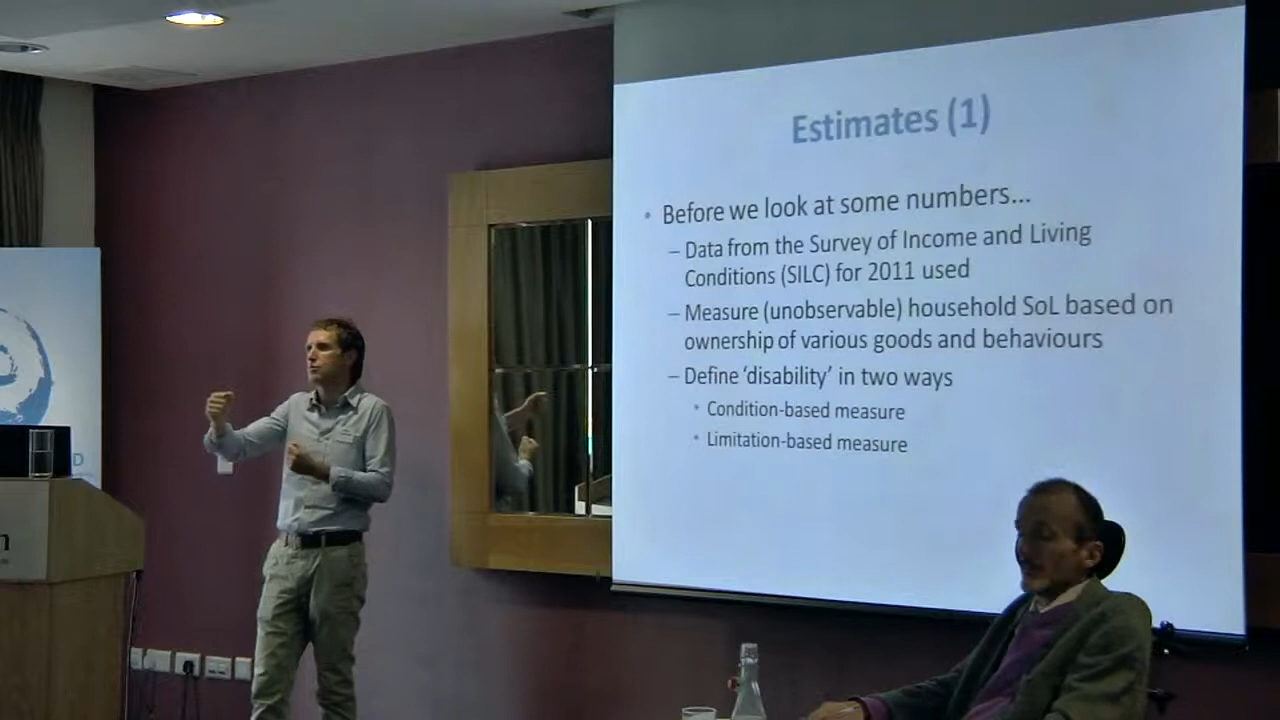 Estimates (1)
• Before we look at some numbers...
– Data from the Survey of Income and Living
Conditions (SILC) for 2011 used
– Measure (unobservable) household SoL based on
ownership of various goods and behaviours
– Define ‘disability’ in two ways
• Condition-based measure
• Limitation-based measure
D
n